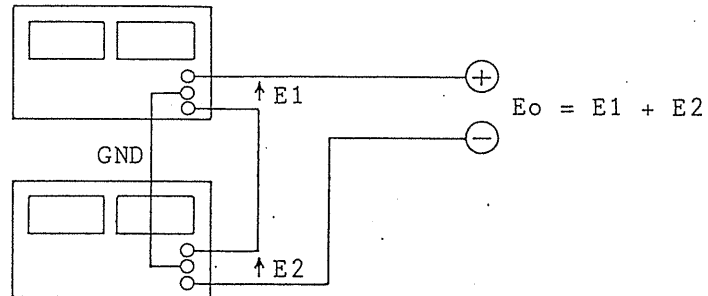 ↑ E1
+
Eo = E1 + E2
−
GND
↑ E2